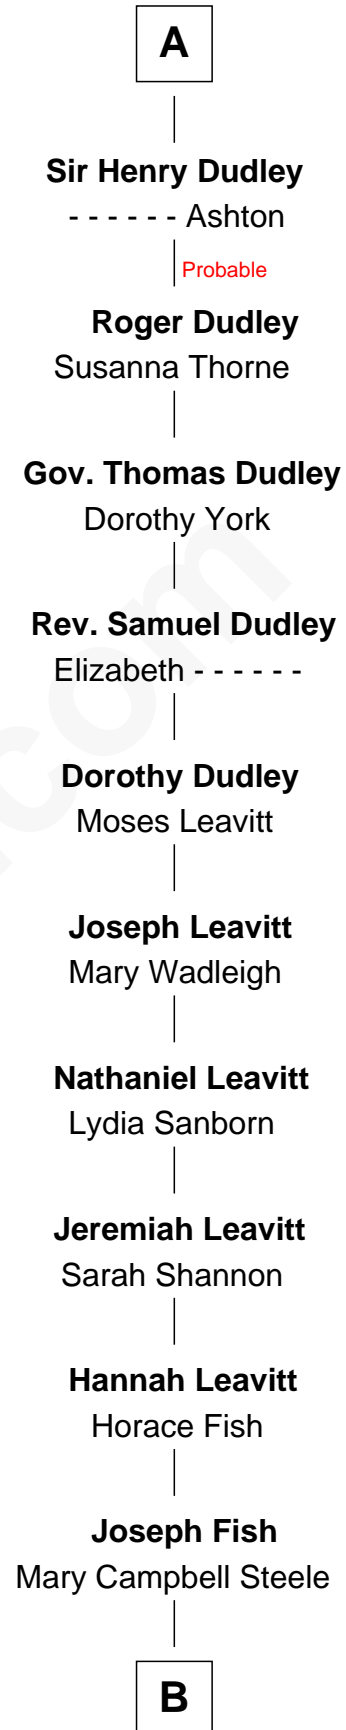 A
Sir Henry Dudley
- - - - - - Ashton
Probable
Roger Dudley
Susanna Thorne
Gov. Thomas Dudley
Dorothy York
Rev. Samuel Dudley
Elizabeth - - - - - -
Dorothy Dudley
Moses Leavitt
Joseph Leavitt
Mary Wadleigh
Nathaniel Leavitt
Lydia Sanborn
Jeremiah Leavitt
Sarah Shannon
Hannah Leavitt
Horace Fish
Joseph Fish
Mary Campbell Steele
B
.com